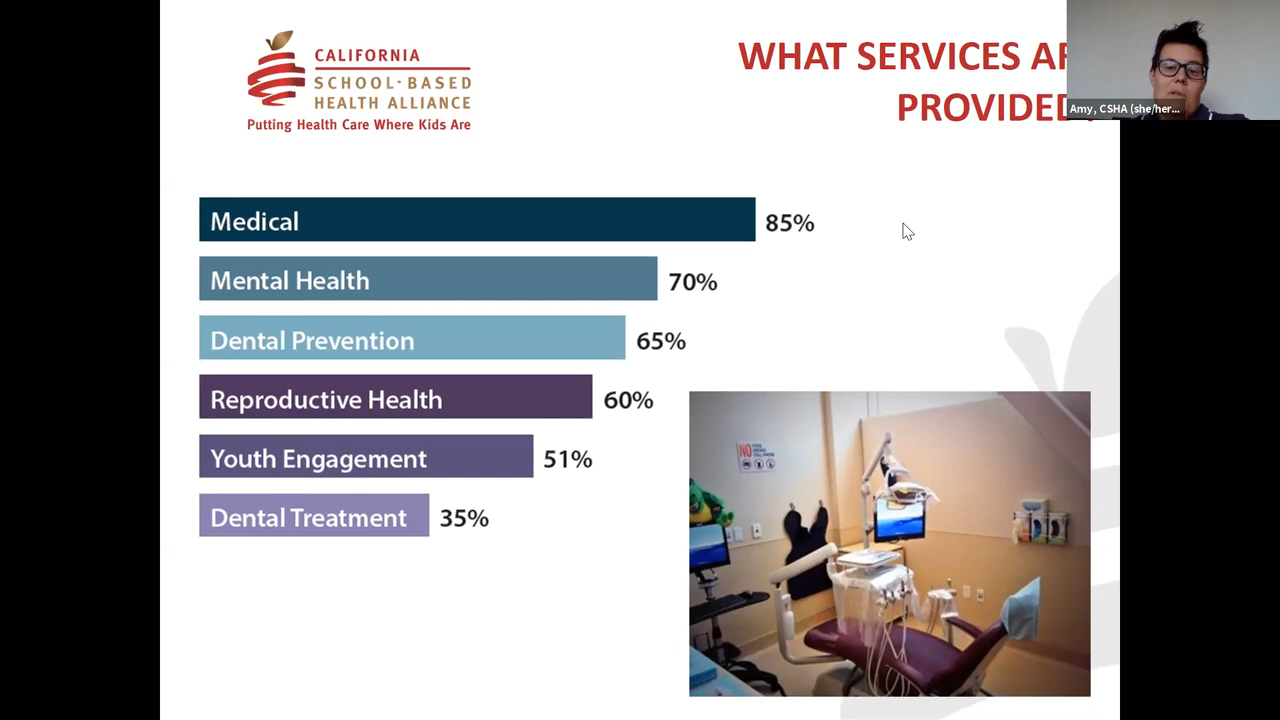 CALIFORNIA
SCHOOL-BASED
HEALTH ALLIANCE
Putting Health Care Where Kids Are
WHAT SERVICES
PROVIDED
Amy, CSHA (she/her...
Medical
85%
Mental Health
70%
Dental Prevention
65%
Reproductive Health
60%
Youth Engagement
51%
Dental Treatment
35%
NO